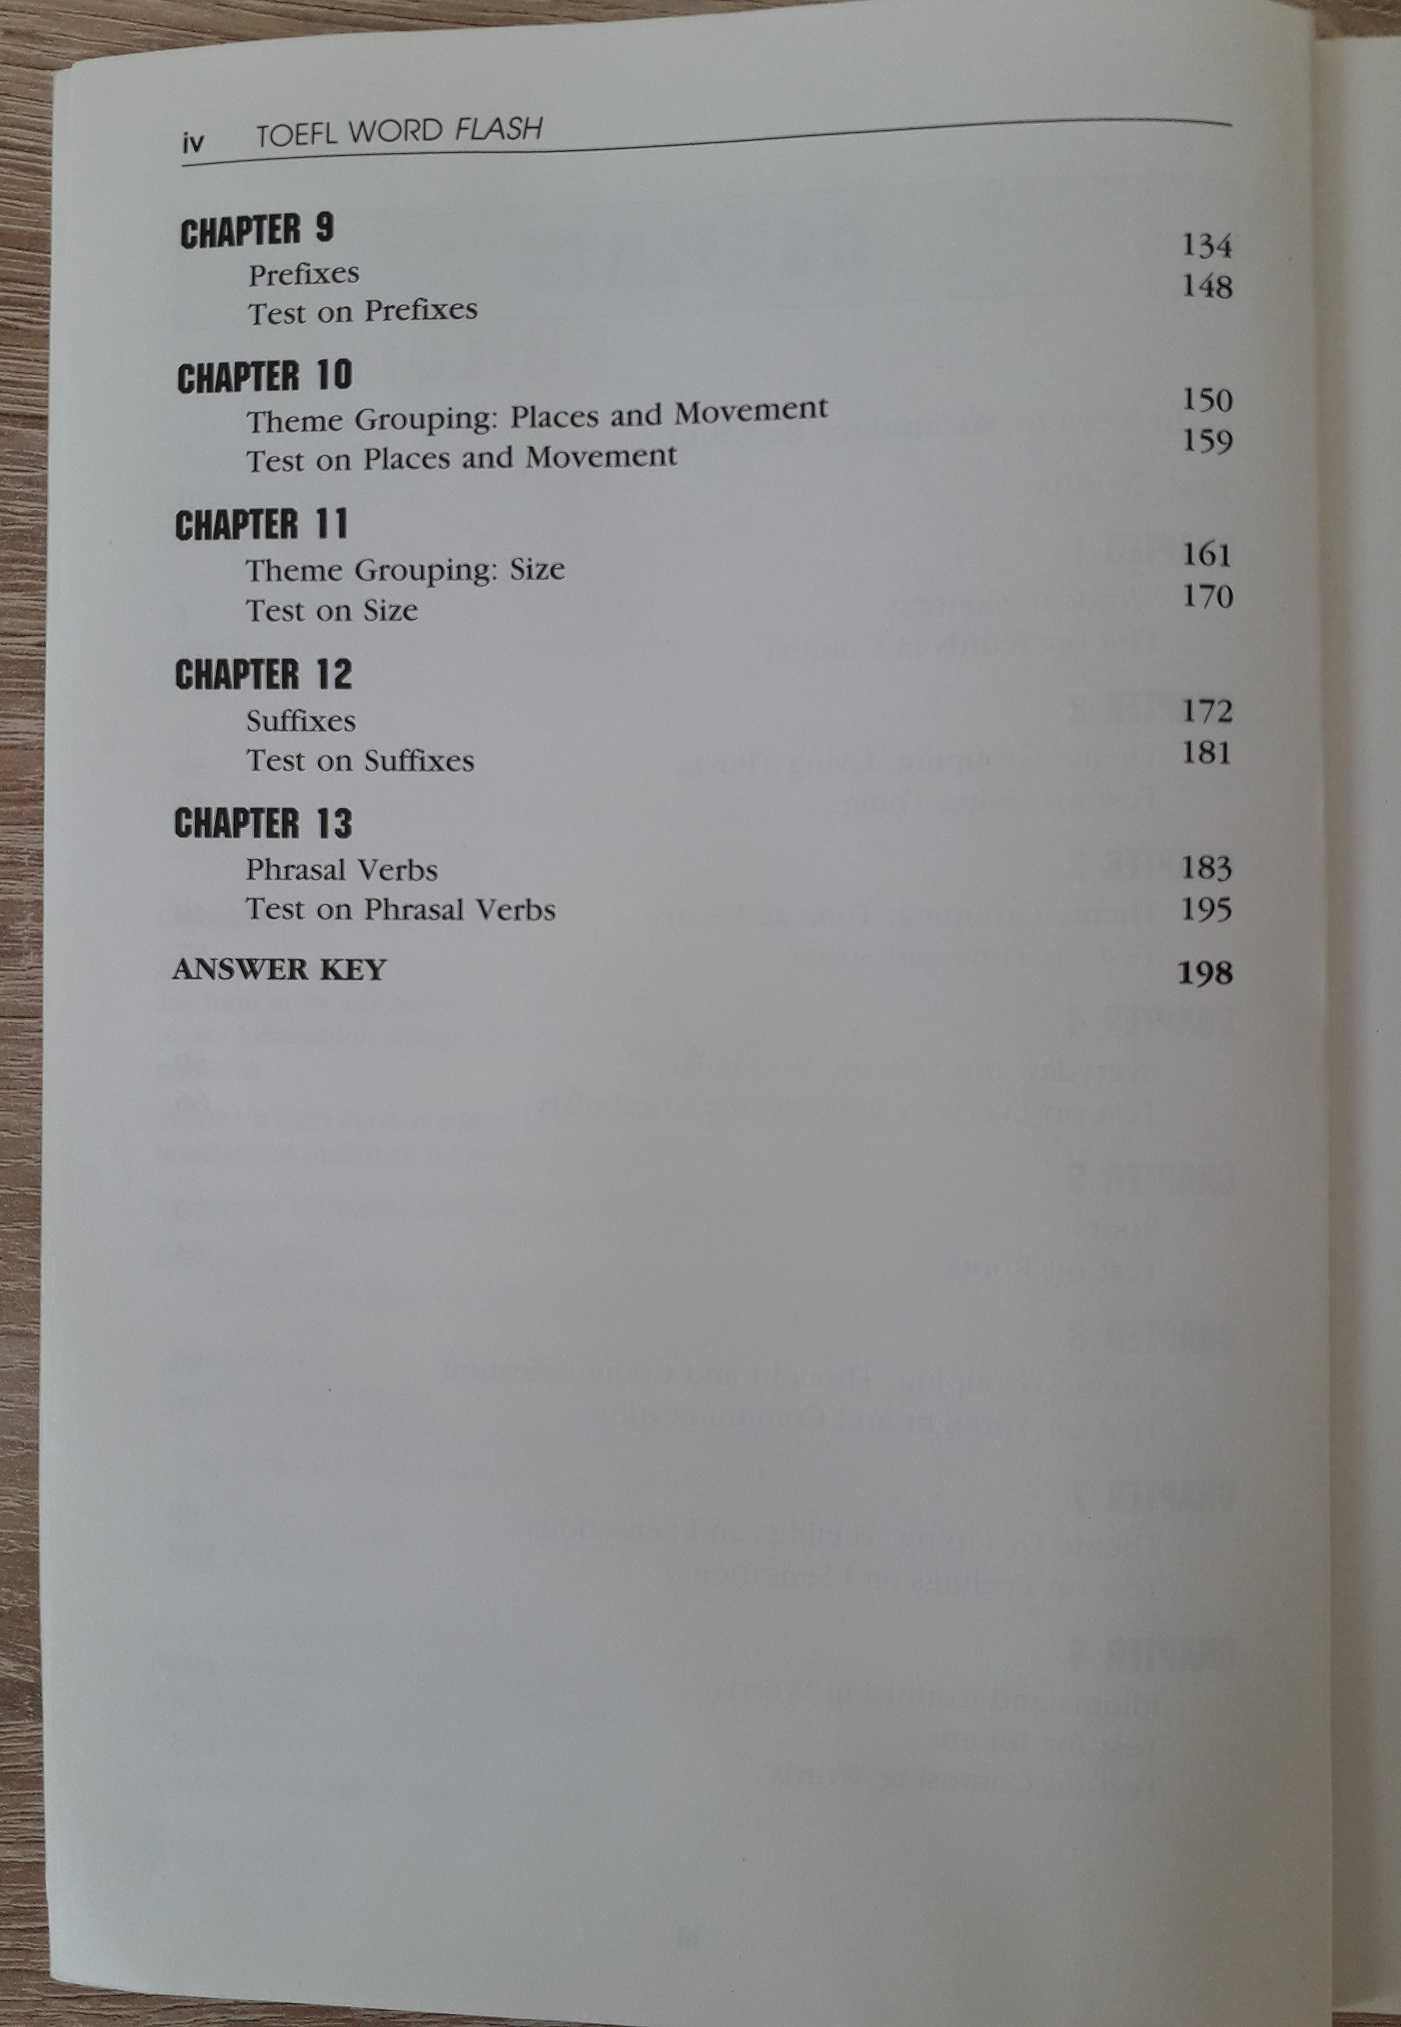 iv TOEFL WORD FLASH
CHAPTER 9
Prefixes 134
Test on Prefixes 148
CHAPTER 10
Theme Grouping: Places and Movement 150
Test on Places and Movement 159
CHAPTER 11
Theme Grouping: Size 161
Test on Size 170
CHAPTER 12
Suffixes 172
Test on Suffixes 181
CHAPTER 13
Phrasal Verbs 183
Test on Phrasal Verbs 195
ANSWER KEY 198